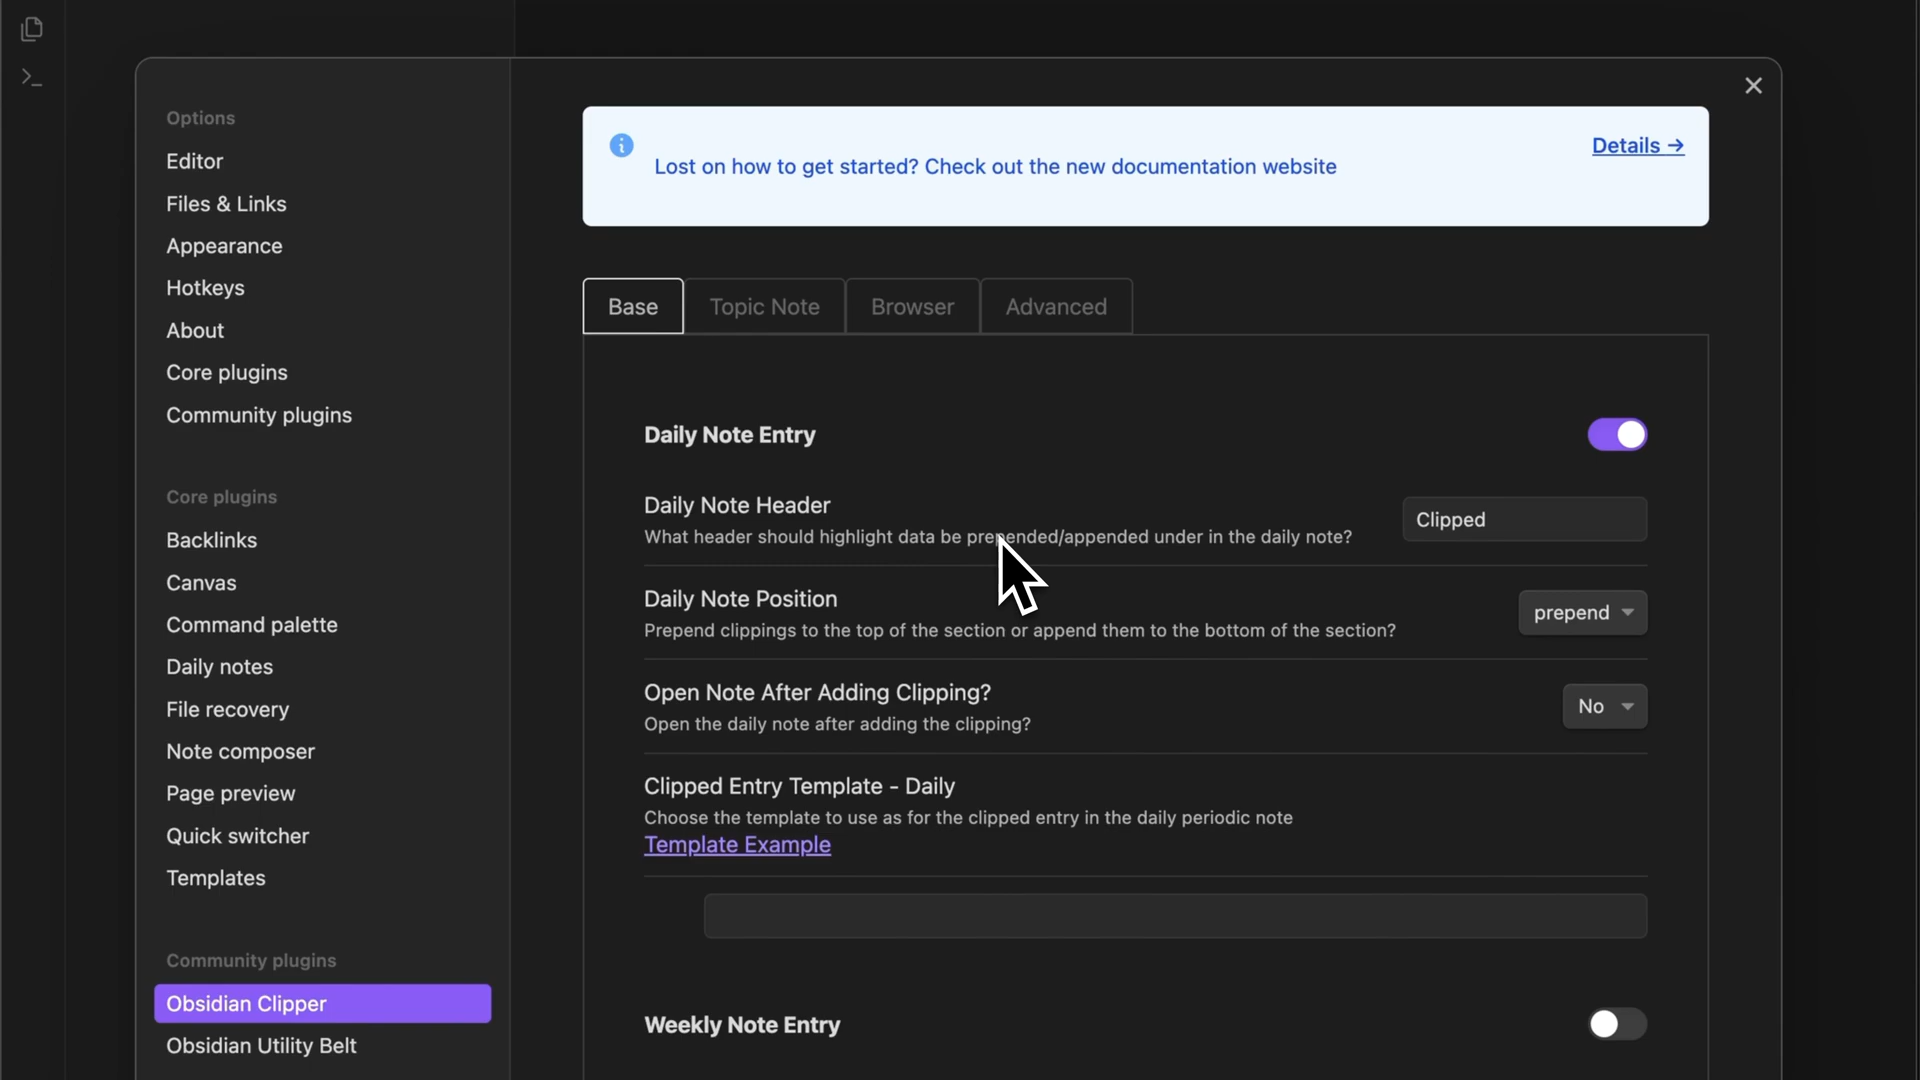 Options
Editor
Files & Links
Appearance
Hotkeys
About
Core plugins
Community plugins
Core plugins
Backlinks
Canvas
Command palette
Daily notes
File recovery
Note composer
Page preview
Quick switcher
Templates
Community plugins
Obsidian Clipper
Obsidian Utility Belt
Details →
Lost on how to get started? Check out the new documentation website
Base Topic Note Browser Advanced
Daily Note Entry
Daily Note Header
What header should highlight data be prepended/appended under in the daily note?
Clipped
Daily Note Position
Prepend clippings to the top of the section or append them to the bottom of the section?
prepend
Open Note After Adding Clipping?
Open the daily note after adding the clipping?
No
Clipped Entry Template - Daily
Choose the template to use as for the clipped entry in the daily periodic note
Template Example
Weekly Note Entry